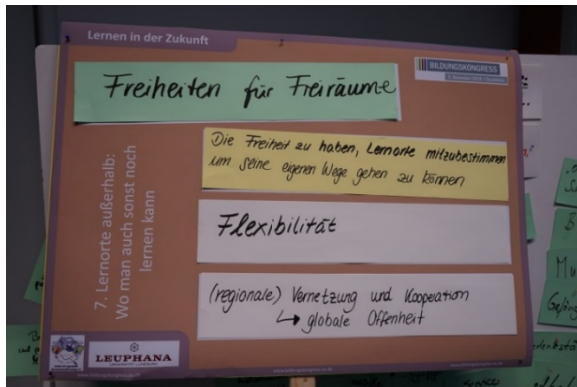 Lernen in der Zukunft
BILDUNGSKONGRESS
Freiheiten für Freiräume
Die Freiheit zu haben, Lernorte mitzubestimmen
um seine eigenen Wege gehen zu können
Flexibilität
(regionale) Vernetzung und Kooperation
↳ globale Offenheit
7. Lernorte außerhalb:
Wo man auch sonst noch
lernen kann
LEUPHANA